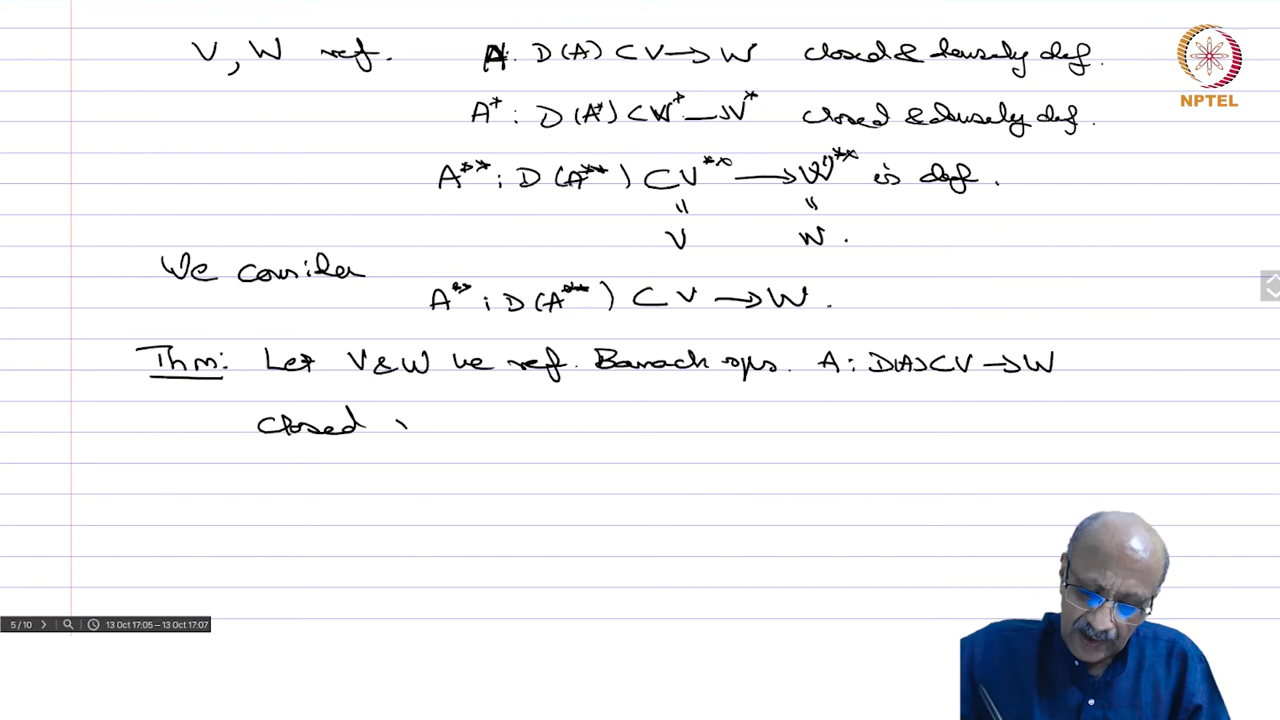 V, W ref. A: D(A) ⊂ V → W closed & densely def.
A* : D(A*) ⊂ W* → V* closed & densely def.
A** : D(A**) ⊂ V** → W** is def.
〃 〃
V W .
We consider
A** : D(A**) ⊂ V → W .
Thm: Let V & W be ref. Banach sps. A : D(A) ⊂ V → W
closed
NPTEL
5 / 10 13 Oct 17:05 – 13 Oct 17:07